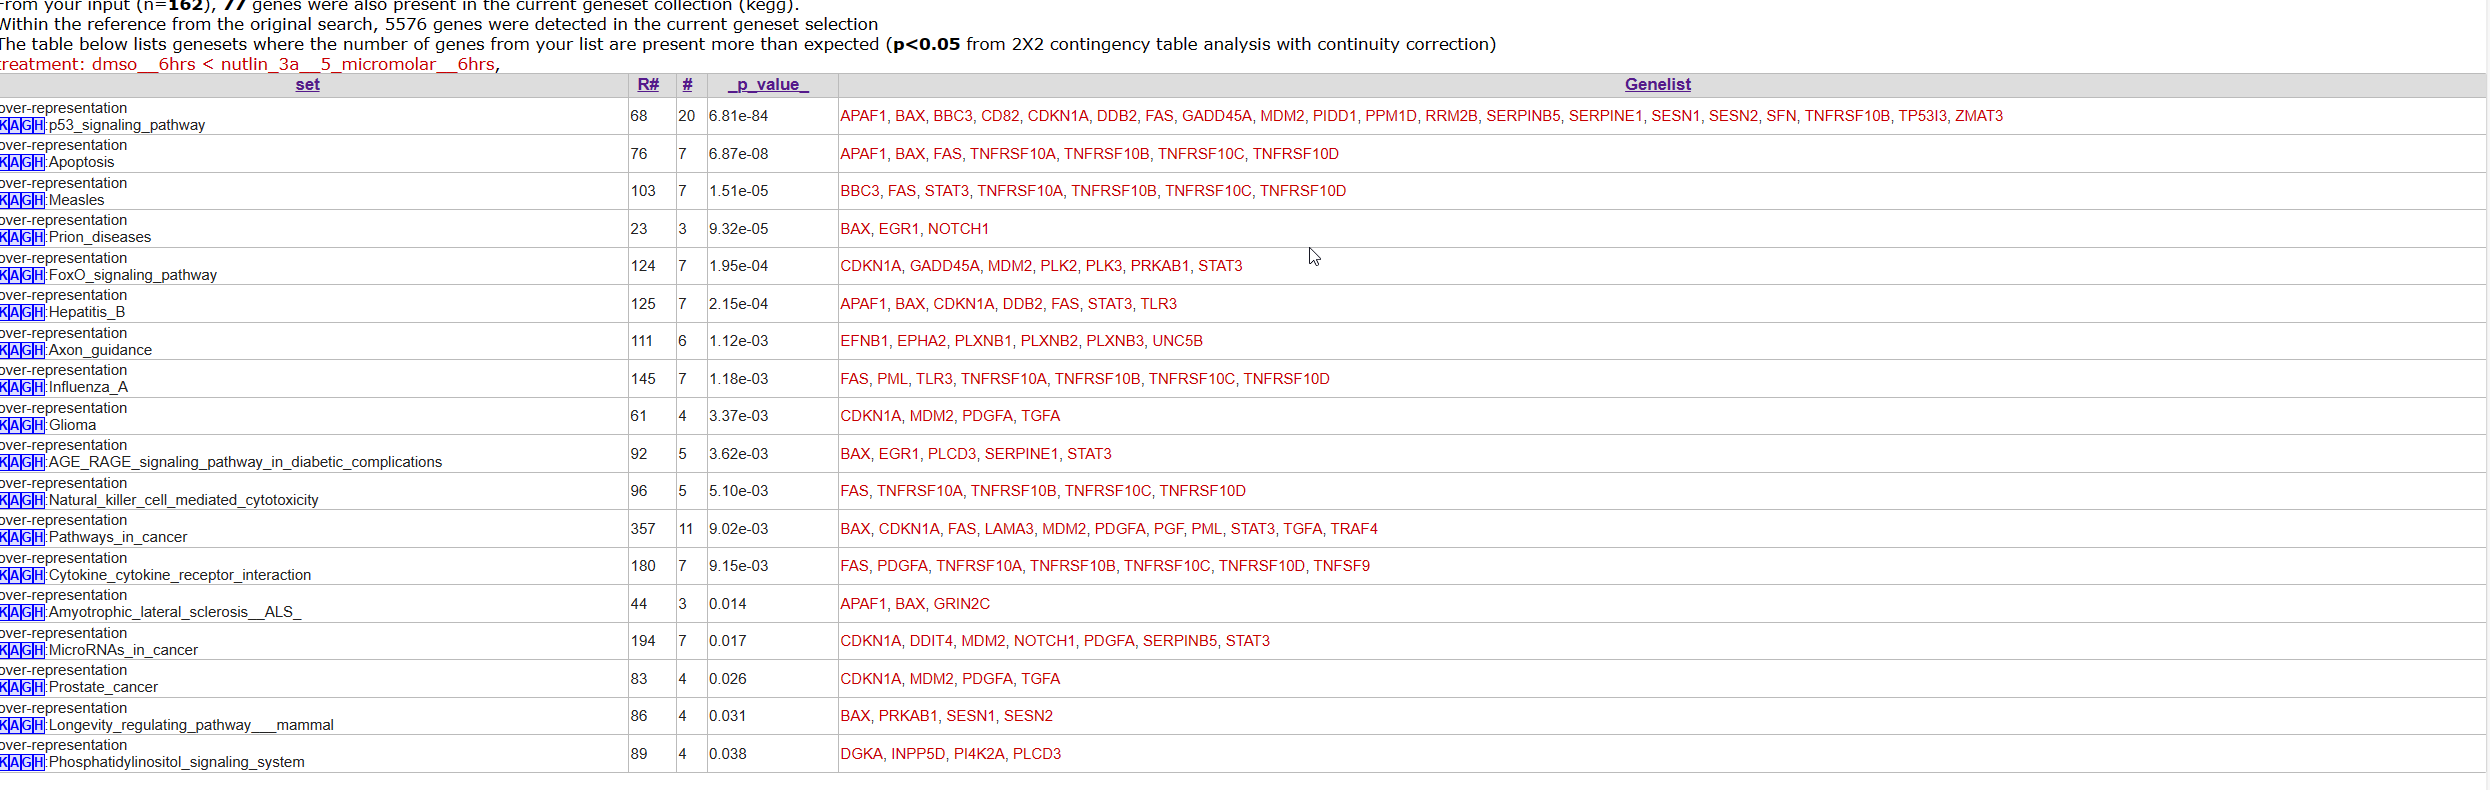 From your input (n=162), 77 genes were also present in the current geneset collection (kegg).
Within the reference from the original search, 5576 genes were detected in the current geneset selection
The table below lists genesets where the number of genes from your list are present more than expected (p<0.05 from 2X2 contingency table analysis with continuity correction)
treatment: dmso__6hrs < nutlin_3a__5_micromolar__6hrs,
set R# # _p_value_ Genelist
over-representation
KAGH:p53_signaling_pathway 68 20 6.81e-84 APAF1, BAX, BBC3, CD82, CDKN1A, DDB2, FAS, GADD45A, MDM2, PIDD1, PPM1D, RRM2B, SERPINB5, SERPINE1, SESN1, SESN2, SFN, TNFRSF10B, TP53I3, ZMAT3
over-representation
KAGH:Apoptosis 76 7 6.87e-08 APAF1, BAX, FAS, TNFRSF10A, TNFRSF10B, TNFRSF10C, TNFRSF10D
over-representation
KAGH:Measles 103 7 1.51e-05 BBC3, FAS, STAT3, TNFRSF10A, TNFRSF10B, TNFRSF10C, TNFRSF10D
over-representation
KAGH:Prion_diseases 23 3 9.32e-05 BAX, EGR1, NOTCH1
over-representation
KAGH:FoxO_signaling_pathway 124 7 1.95e-04 CDKN1A, GADD45A, MDM2, PLK2, PLK3, PRKAB1, STAT3
over-representation
KAGH:Hepatitis_B 125 7 2.15e-04 APAF1, BAX, CDKN1A, DDB2, FAS, STAT3, TLR3
over-representation
KAGH:Axon_guidance 111 6 1.12e-03 EFNB1, EPHA2, PLXNB1, PLXNB2, PLXNB3, UNC5B
over-representation
KAGH:Influenza_A 145 7 1.18e-03 FAS, PML, TLR3, TNFRSF10A, TNFRSF10B, TNFRSF10C, TNFRSF10D
over-representation
KAGH:Glioma 61 4 3.37e-03 CDKN1A, MDM2, PDGFA, TGFA
over-representation
KAGH:AGE_RAGE_signaling_pathway_in_diabetic_complications 92 5 3.62e-03 BAX, EGR1, PLCD3, SERPINE1, STAT3
over-representation
KAGH:Natural_killer_cell_mediated_cytotoxicity 96 5 5.10e-03 FAS, TNFRSF10A, TNFRSF10B, TNFRSF10C, TNFRSF10D
over-representation
KAGH:Pathways_in_cancer 357 11 9.02e-03 BAX, CDKN1A, FAS, LAMA3, MDM2, PDGFA, PGF, PML, STAT3, TGFA, TRAF4
over-representation
KAGH:Cytokine_cytokine_receptor_interaction 180 7 9.15e-03 FAS, PDGFA, TNFRSF10A, TNFRSF10B, TNFRSF10C, TNFRSF10D, TNFSF9
over-representation
KAGH:Amyotrophic_lateral_sclerosis__ALS_ 44 3 0.014 APAF1, BAX, GRIN2C
over-representation
KAGH:MicroRNAs_in_cancer 194 7 0.017 CDKN1A, DDIT4, MDM2, NOTCH1, PDGFA, SERPINB5, STAT3
over-representation
KAGH:Prostate_cancer 83 4 0.026 CDKN1A, MDM2, PDGFA, TGFA
over-representation
KAGH:Longevity_regulating_pathway___mammal 86 4 0.031 BAX, PRKAB1, SESN1, SESN2
over-representation
KAGH:Phosphatidylinositol_signaling_system 89 4 0.038 DGKA, INPP5D, PI4K2A, PLCD3